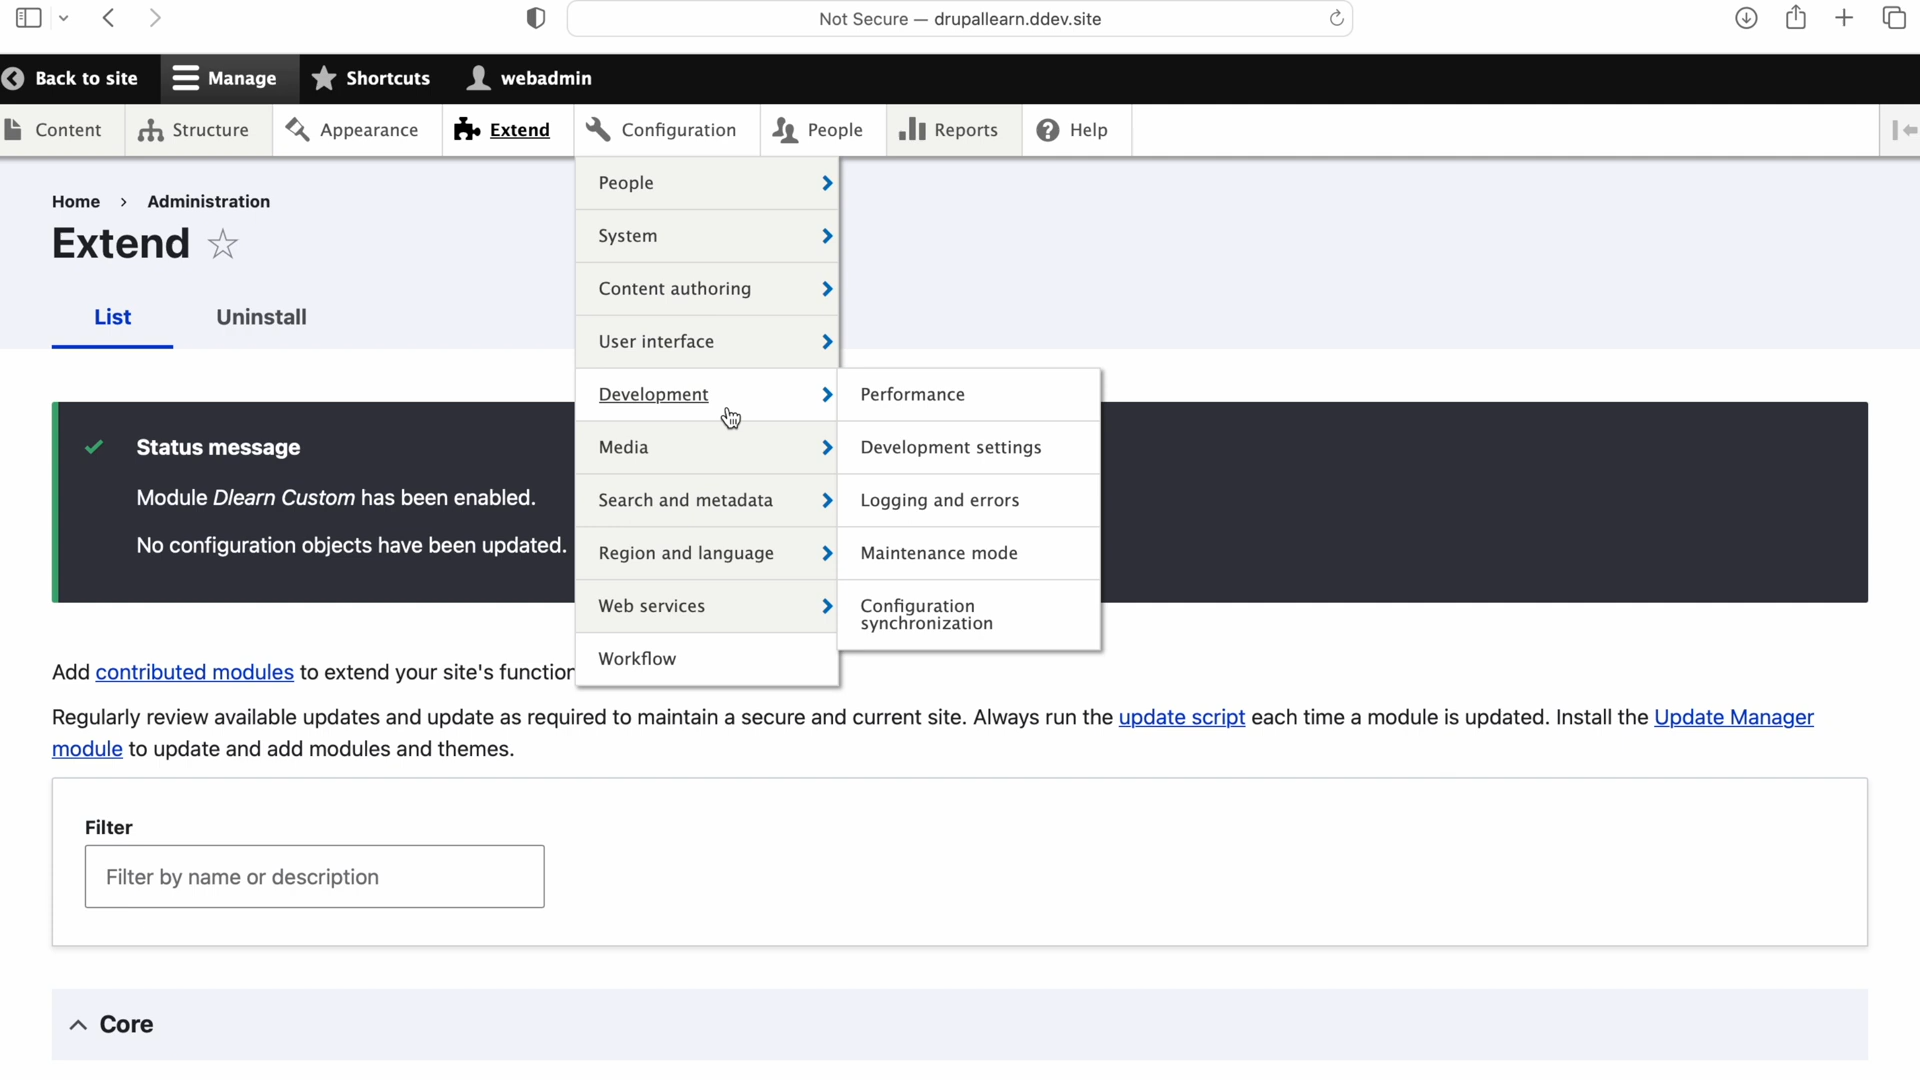 Not Secure — drupallearn.ddev.site
Back to site
Manage
Shortcuts
webadmin
Content
Structure
Appearance
Extend
Configuration
People
Reports
Help
Home > Administration
Extend
List
Uninstall
People
System
Content authoring
User interface
Development
Media
Search and metadata
Region and language
Web services
Workflow
Performance
Development settings
Logging and errors
Maintenance mode
Configuration
synchronization
Status message
Module Dlearn Custom has been enabled.
No configuration objects have been updated.
Add contributed modules to extend your site's function
Regularly review available updates and update as required to maintain a secure and current site. Always run the update script each time a module is updated. Install the Update Manager
module to update and add modules and themes.
Filter
Filter by name or description
Core